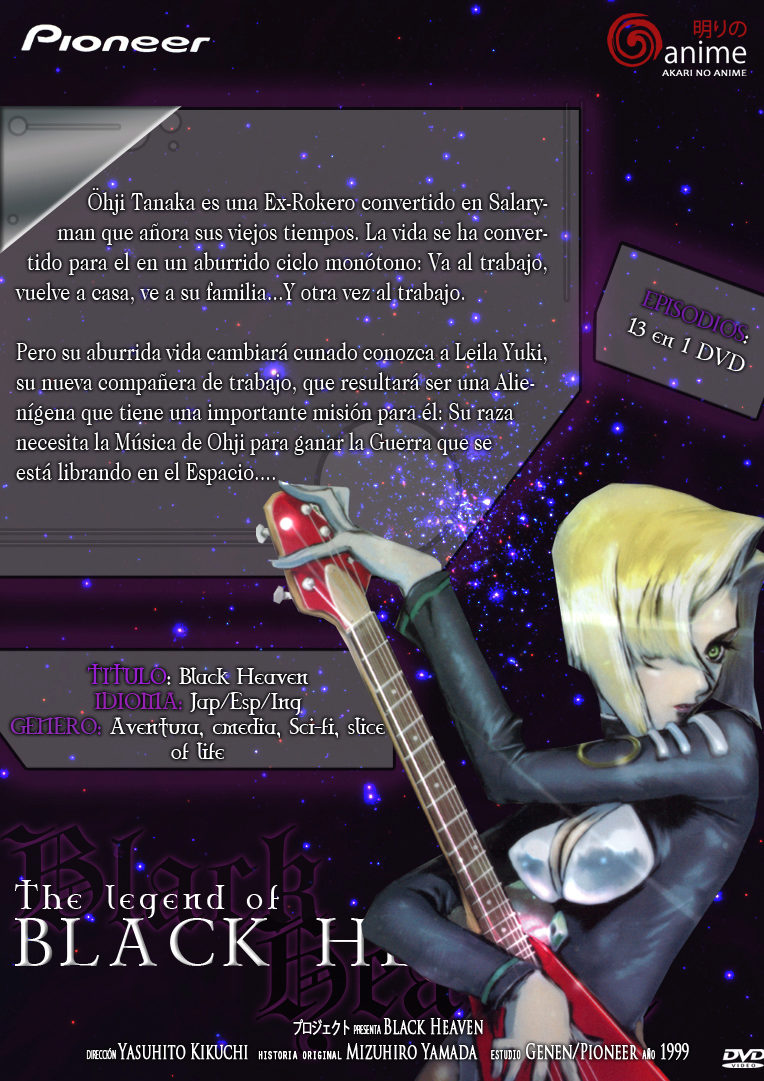 Pioneer
明りの
anime
AKARI NO ANIME
Öhji Tanaka es una Ex-Rokero convertido en Salary-
man que añora sus viejos tiempos. La vida se ha conver-
tido para el en un aburrido ciclo monótono: Va al trabajo,
vuelve a casa, ve a su familia...Y otra vez al trabajo.
Pero su aburrida vida cambiará cunado conozca a Leila Yuki,
su nueva compañera de trabajo, que resultará ser una Alie-
nígena que tiene una importante misión para él: Su raza
necesita la Música de Ohji para ganar la Guerra que se
está librando en el Espacio....
EPISODIOS:
13 en 1 DVD
TITULO: Black Heaven
IDIOMA: Jap/Esp/Ing
GENERO: Aventura, cmedia, Sci-fi, slice
of life
Black
The legend of
BLACK H
Hea
プロジェクト PRESENTA BLACK HEAVEN
DIRECCIÓN YASUHITO KIKUCHI HISTORIA ORIGINAL MIZUHIRO YAMADA ESTUDIO GENEN/PIONEER AÑO 1999
DVD
VIDEO